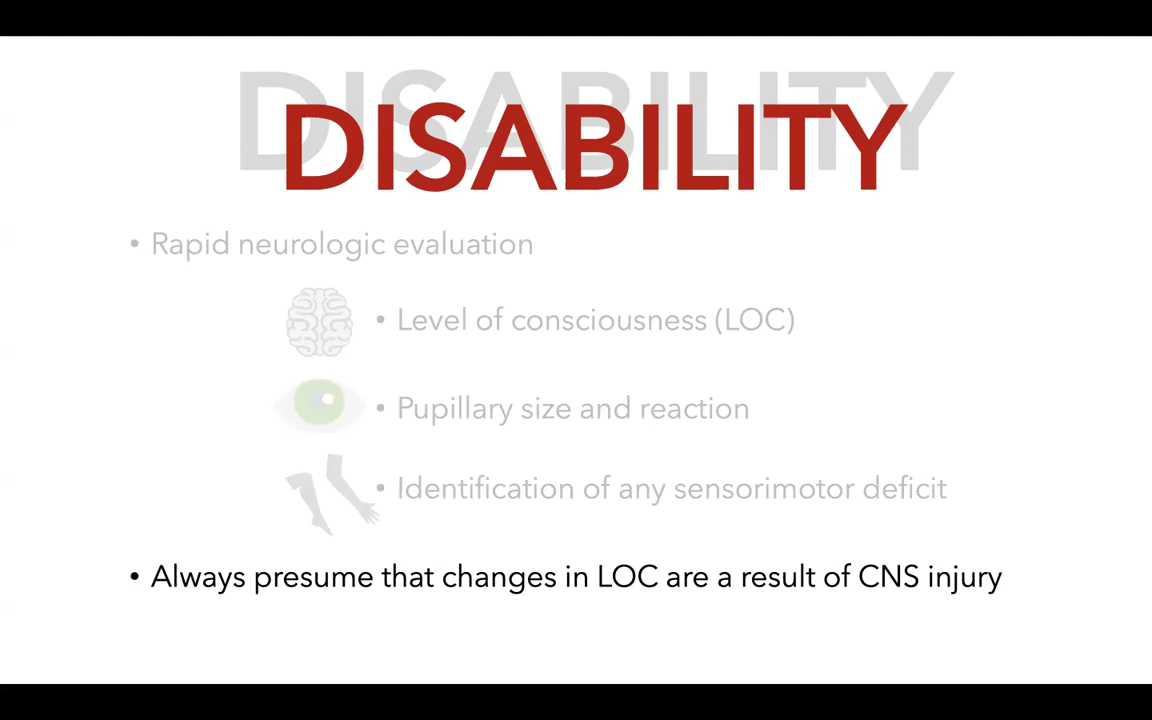 DISABILITY
• Rapid neurologic evaluation
• Level of consciousness (LOC)
• Pupillary size and reaction
• Identification of any sensorimotor deficit
• Always presume that changes in LOC are a result of CNS injury